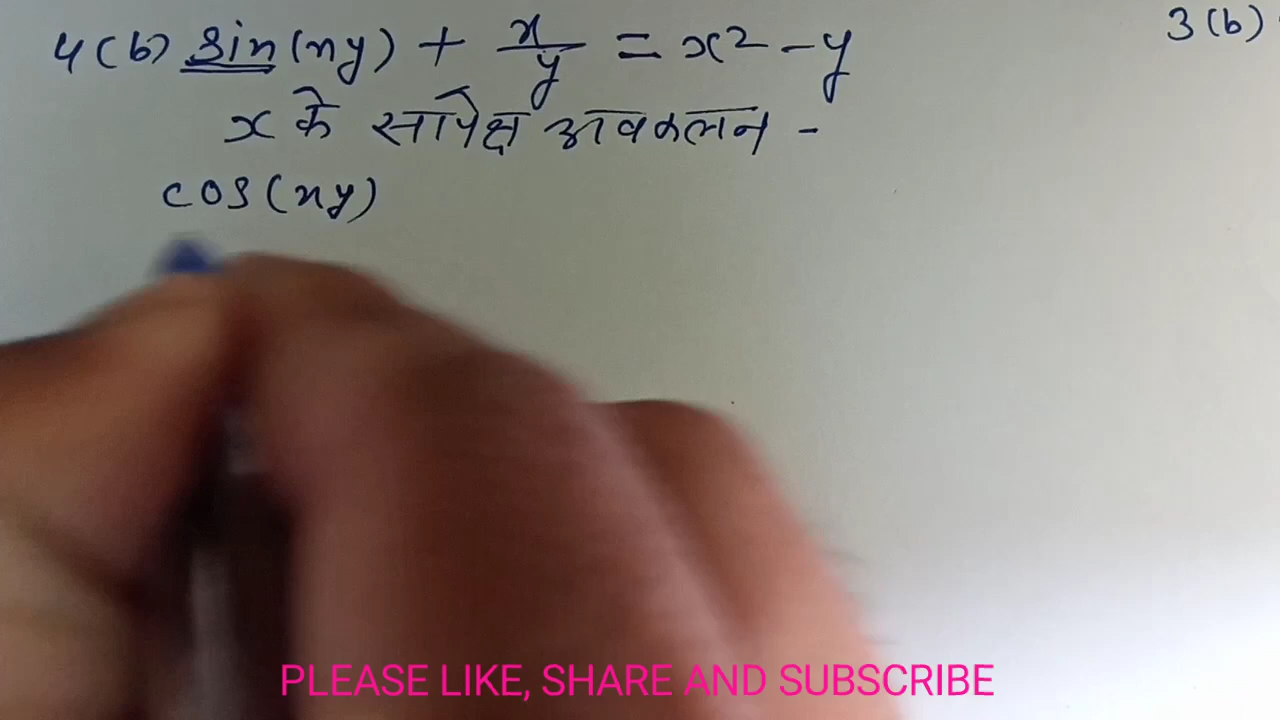 4(b) sin(xy) + x/y = x² - y
3(b)
x के सापेक्ष अवकलन -
cos(xy)
PLEASE LIKE, SHARE AND SUBSCRIBE